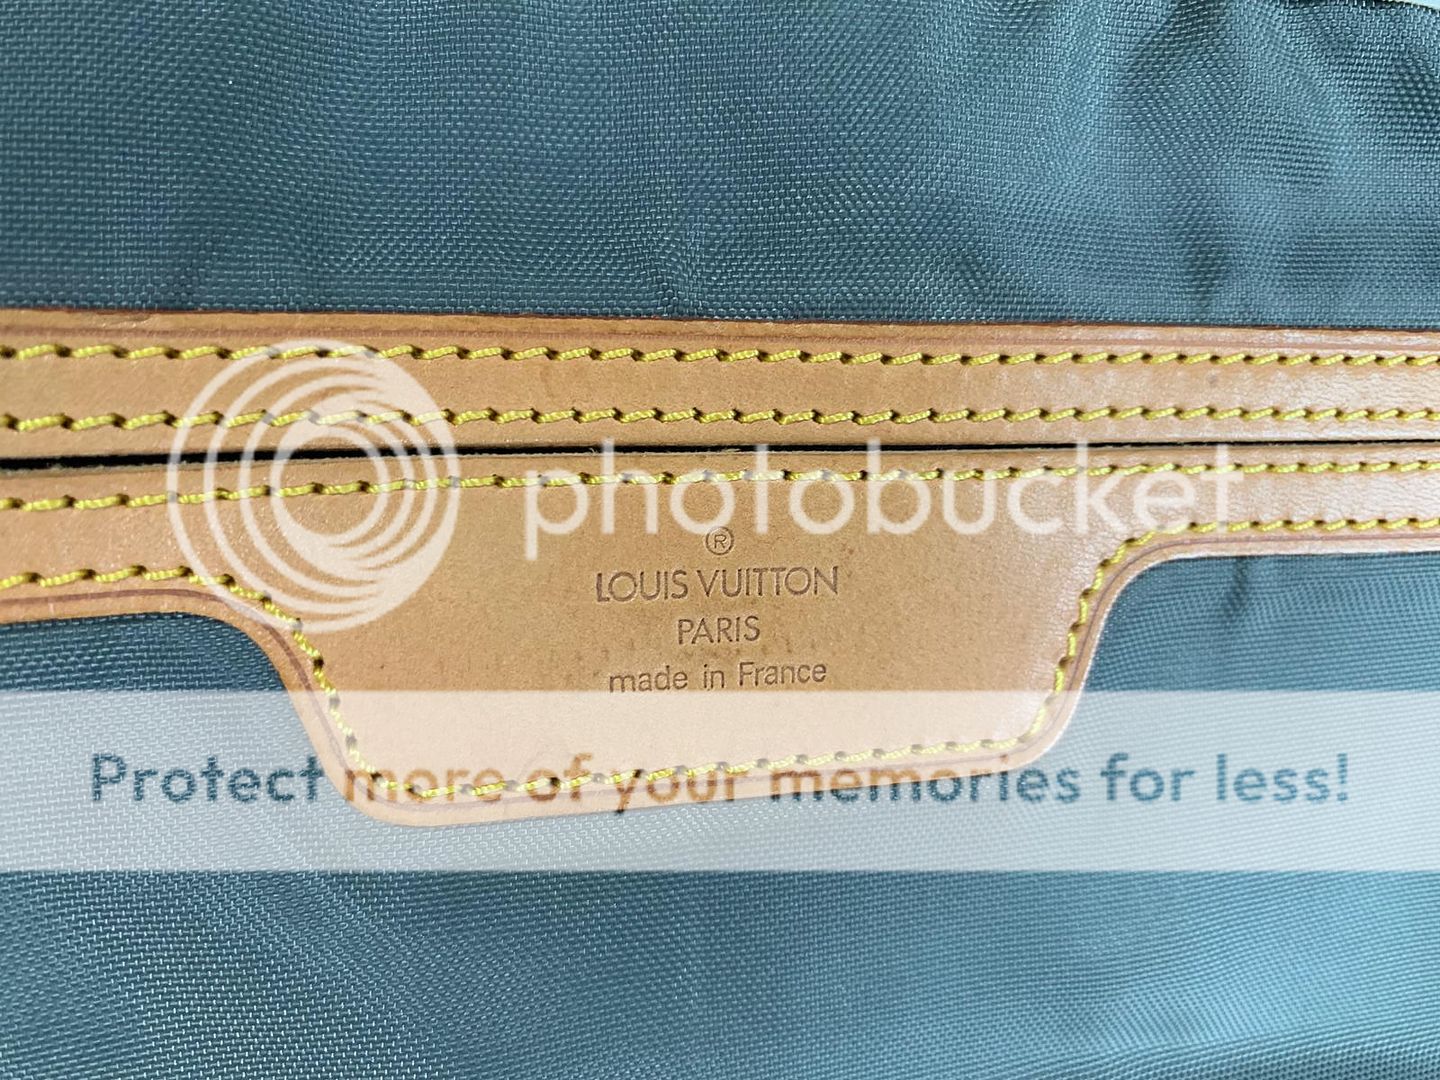 photobucket
®
LOUIS VUITTON
PARIS
made in France
Protect more of your memories for less!